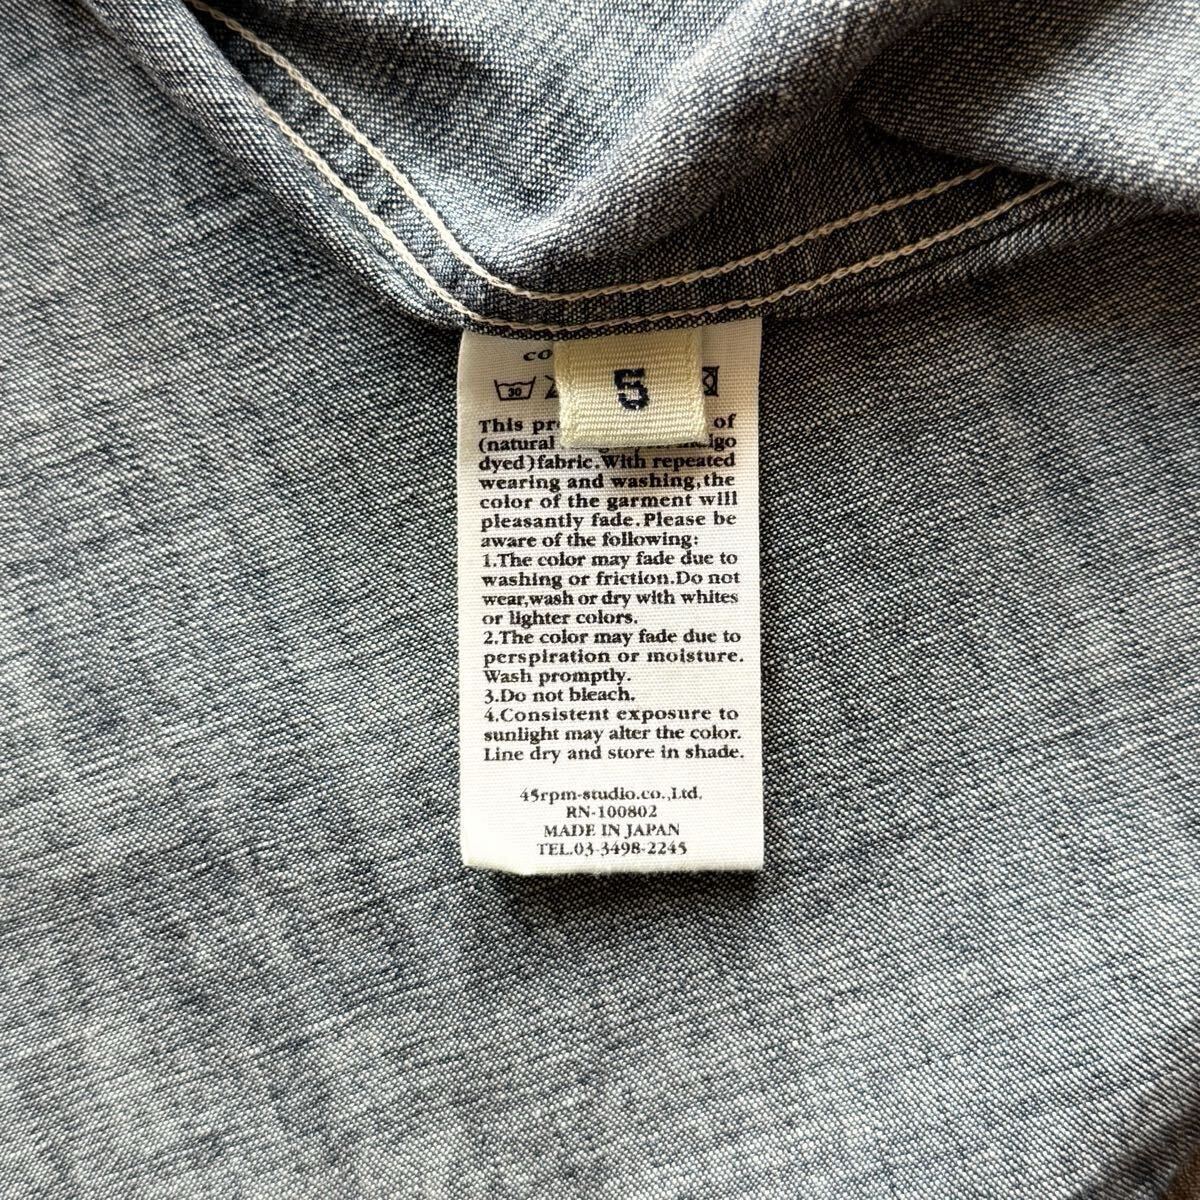 CO
30
5
This pr of
(natural
dyed)fabric.With repeated
wearing and washing,the
color of the garment will
pleasantly fade.Please be
aware of the following:
1.The color may fade due to
washing or friction.Do not
wear,wash or dry with whites
or lighter colors.
2.The color may fade due to
perspiration or moisture.
Wash promptly.
3.Do not bleach.
4.Consistent exposure to
sunlight may alter the color.
Line dry and store in shade.
45rpm-studio.co.,Ltd.
RN-100802
MADE IN JAPAN
TEL.03-3498-2245